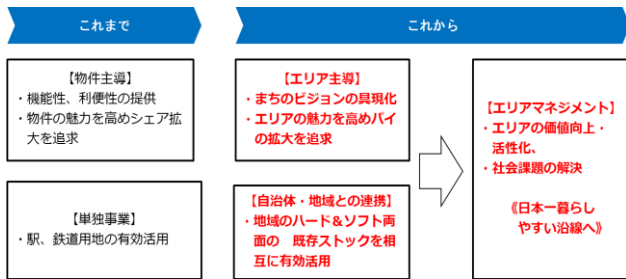 これまで
これから
【物件主導】
・機能性、利便性の提供
・物件の魅力を高めシェア拡
大を追求
【単独事業】
・駅、鉄道用地の有効活用
【エリア主導】
・まちのビジョンの具現化
・エリアの魅力を高めパイ
の拡大を追求
【自治体・地域との連携】
・地域のハード＆ソフト両
面の 既存ストックを相
互に有効活用
【エリアマネジメント】
・エリアの価値向上・
活性化、
・社会課題の解決
《日本一暮らし
やすい沿線へ》